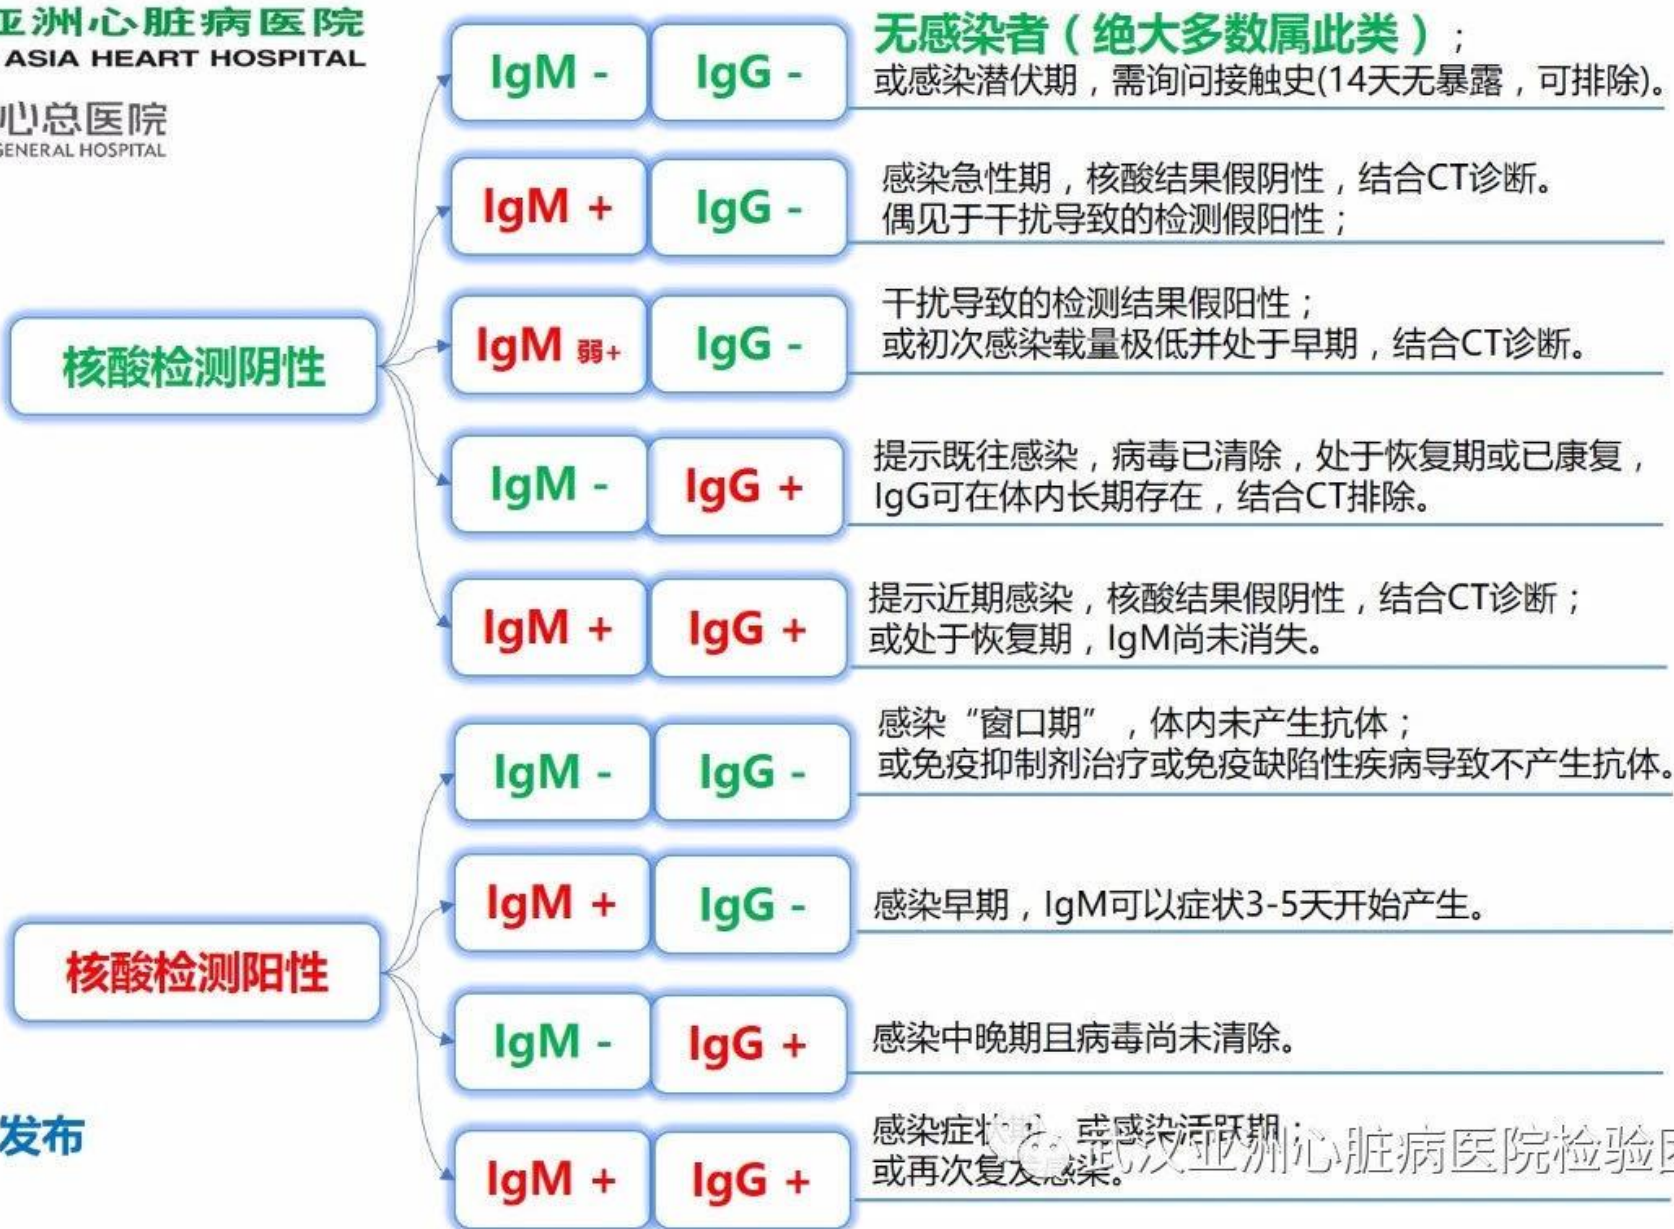 亚洲心脏病医院
ASIA HEART HOSPITAL
心总医院
GENERAL HOSPITAL
核酸检测阴性
IgM - IgG - 无感染者（绝大多数属此类）；
或感染潜伏期，需询问接触史(14天无暴露，可排除)。
IgM + IgG - 感染急性期，核酸结果假阴性，结合CT诊断。
偶见于干扰导致的检测假阳性；
IgM 弱+ IgG - 干扰导致的检测结果假阳性；
或初次感染载量极低并处于早期，结合CT诊断。
IgM - IgG + 提示既往感染，病毒已清除，处于恢复期或已康复，
IgG可在体内长期存在，结合CT排除。
IgM + IgG + 提示近期感染，核酸结果假阴性，结合CT诊断；
或处于恢复期，IgM尚未消失。
核酸检测阳性
IgM - IgG - 感染“窗口期”，体内未产生抗体；
或免疫抑制剂治疗或免疫缺陷性疾病导致不产生抗体。
IgM + IgG - 感染早期，IgM可以症状3-5天开始产生。
IgM - IgG + 感染中晚期且病毒尚未清除。
IgM + IgG + 感染症状期，或感染活跃期；
或再次复发感染。
发布
武汉亚洲心脏病医院检验医